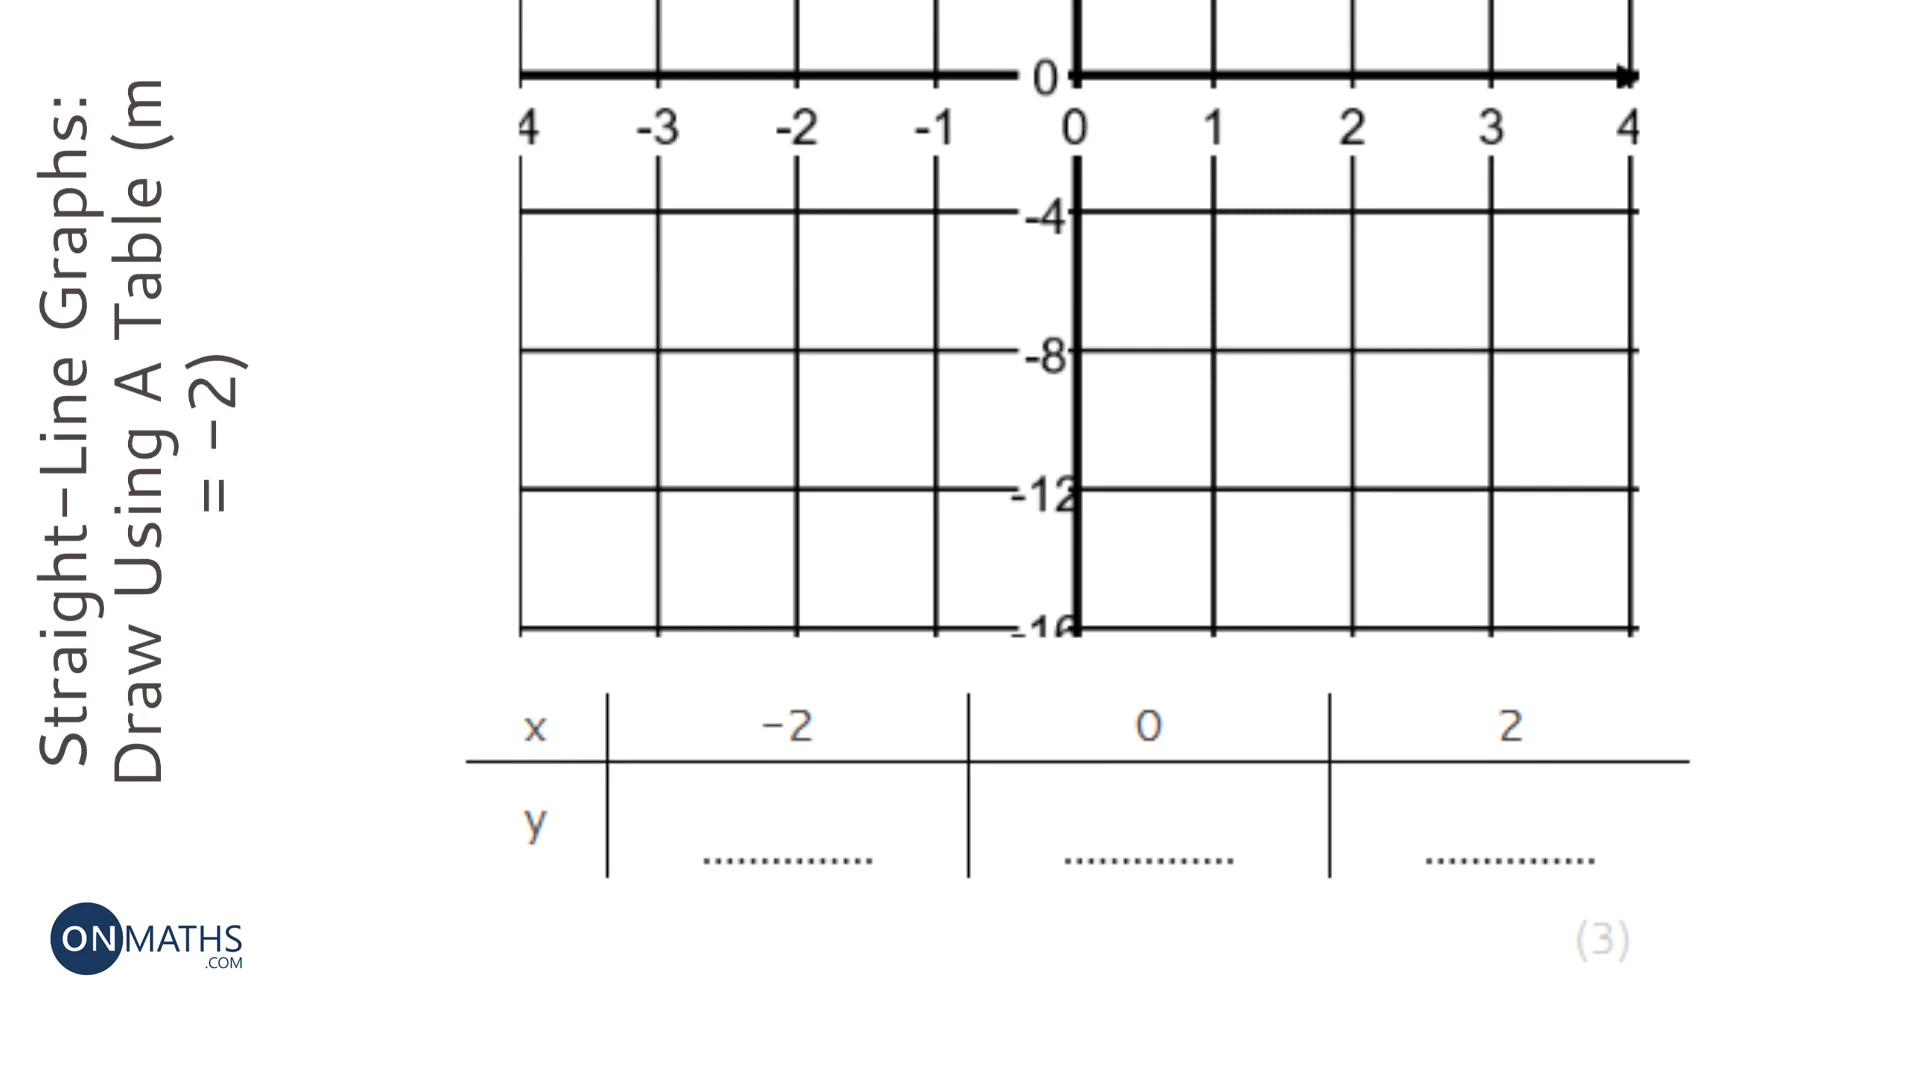 Straight-Line Graphs:
Draw Using A Table (m
= -2)
0
4 -3 -2 -1 0 1 2 3 4
-4
-8
-12
-16
x -2 0 2
y
(3)
ONMATHS
.COM